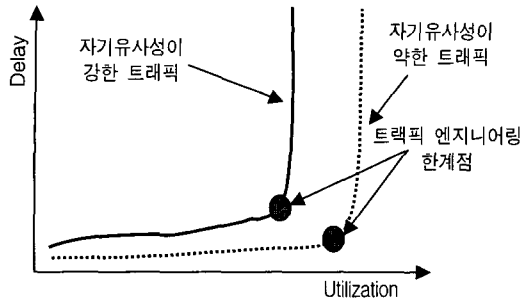 Delay
자기유사성이
강한 트래픽
자기유사성이
약한 트래픽
트랙픽 엔지니어링
한계점
Utilization